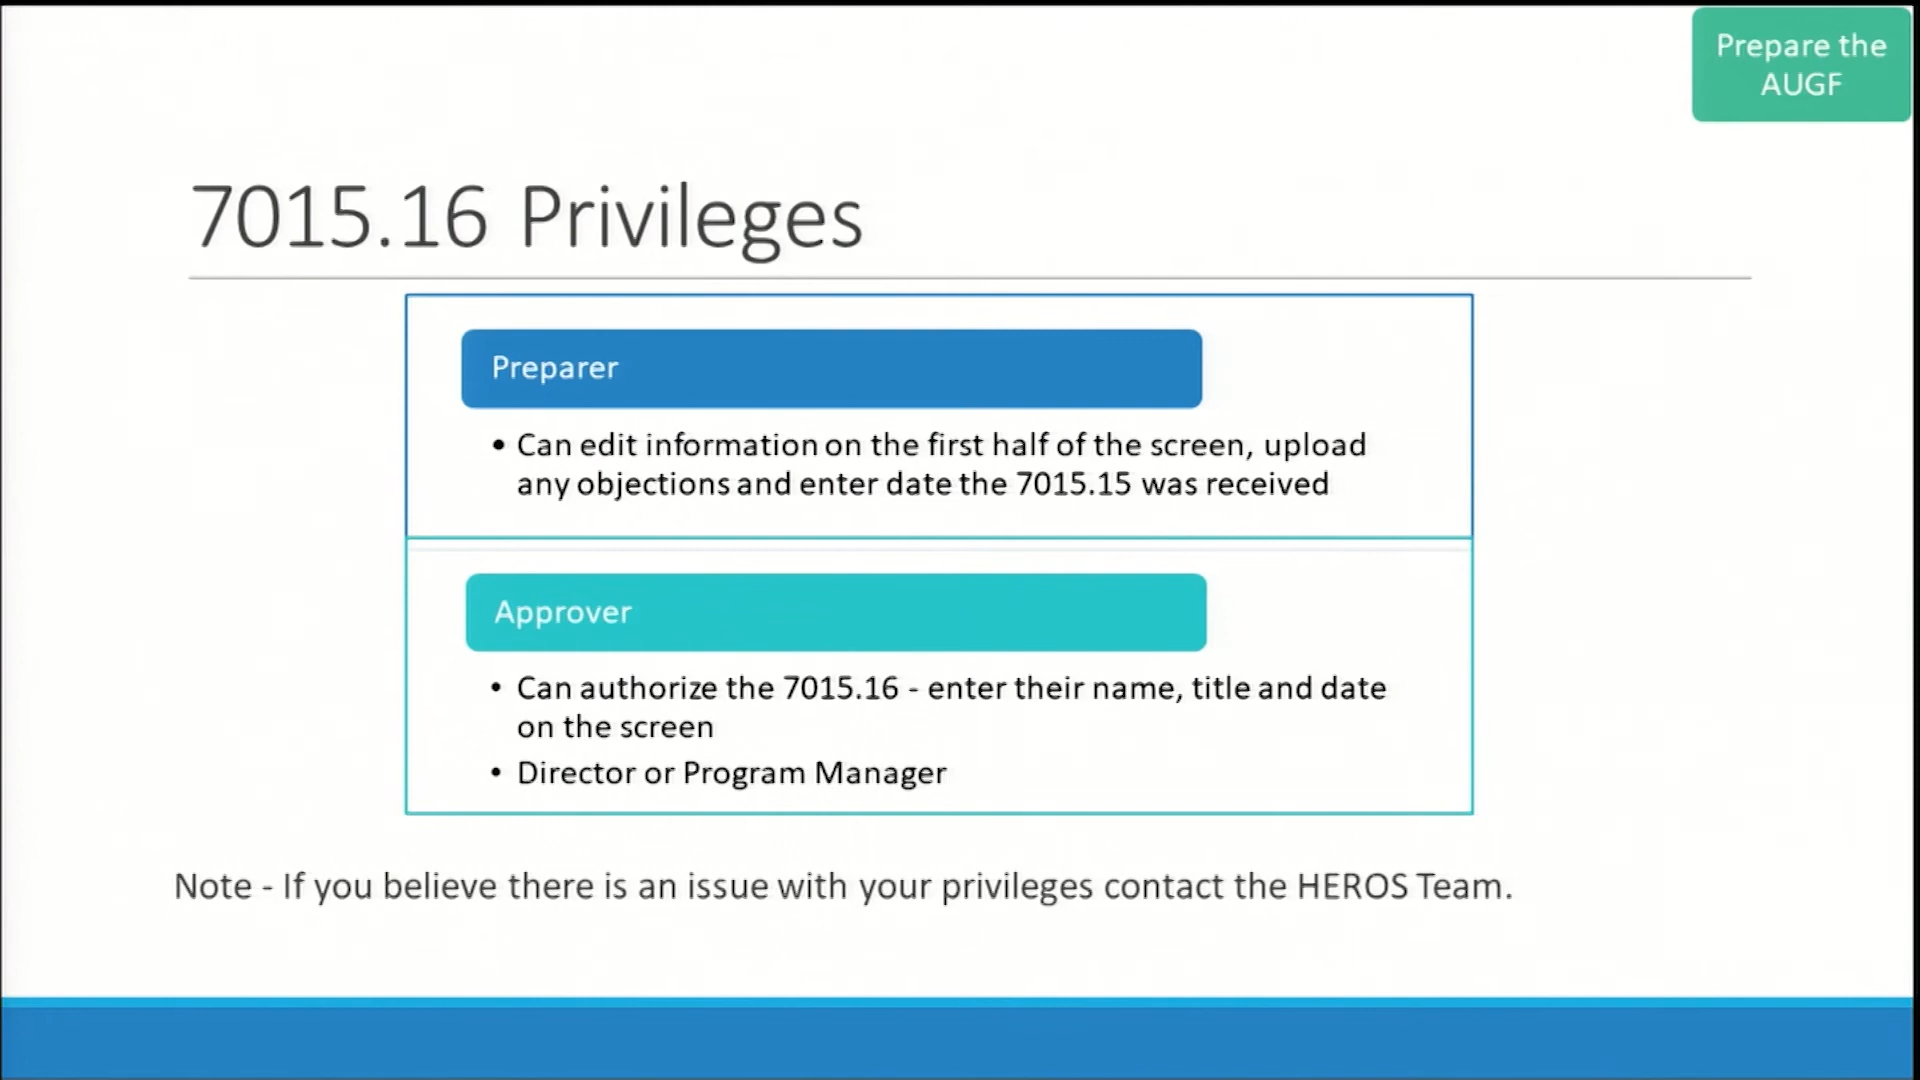 Prepare the
AUGF
7015.16 Privileges
Preparer
• Can edit information on the first half of the screen, upload
any objections and enter date the 7015.15 was received
Approver
• Can authorize the 7015.16 - enter their name, title and date
on the screen
• Director or Program Manager
Note - If you believe there is an issue with your privileges contact the HEROS Team.